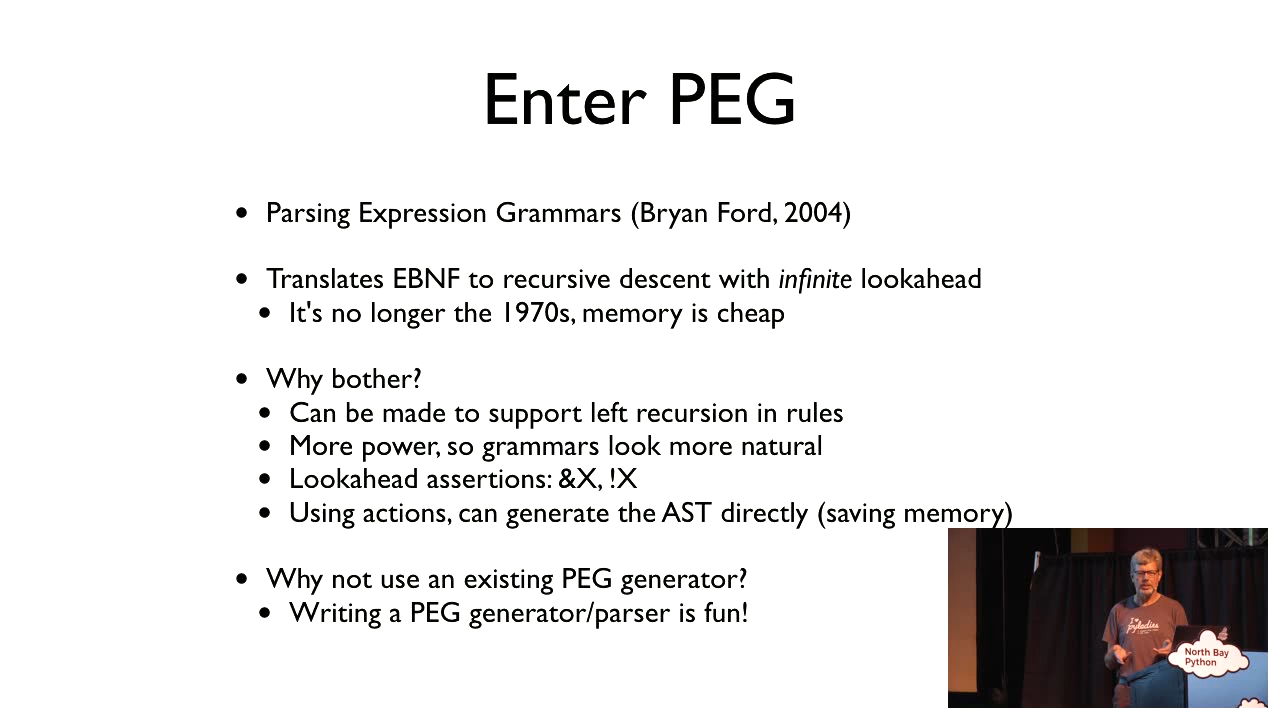 Enter PEG
• Parsing Expression Grammars (Bryan Ford, 2004)
• Translates EBNF to recursive descent with infinite lookahead
• It's no longer the 1970s, memory is cheap
• Why bother?
• Can be made to support left recursion in rules
• More power, so grammars look more natural
• Lookahead assertions: &X, !X
• Using actions, can generate the AST directly (saving memory)
• Why not use an existing PEG generator?
• Writing a PEG generator/parser is fun!
I
pyladies
North Bay
Python